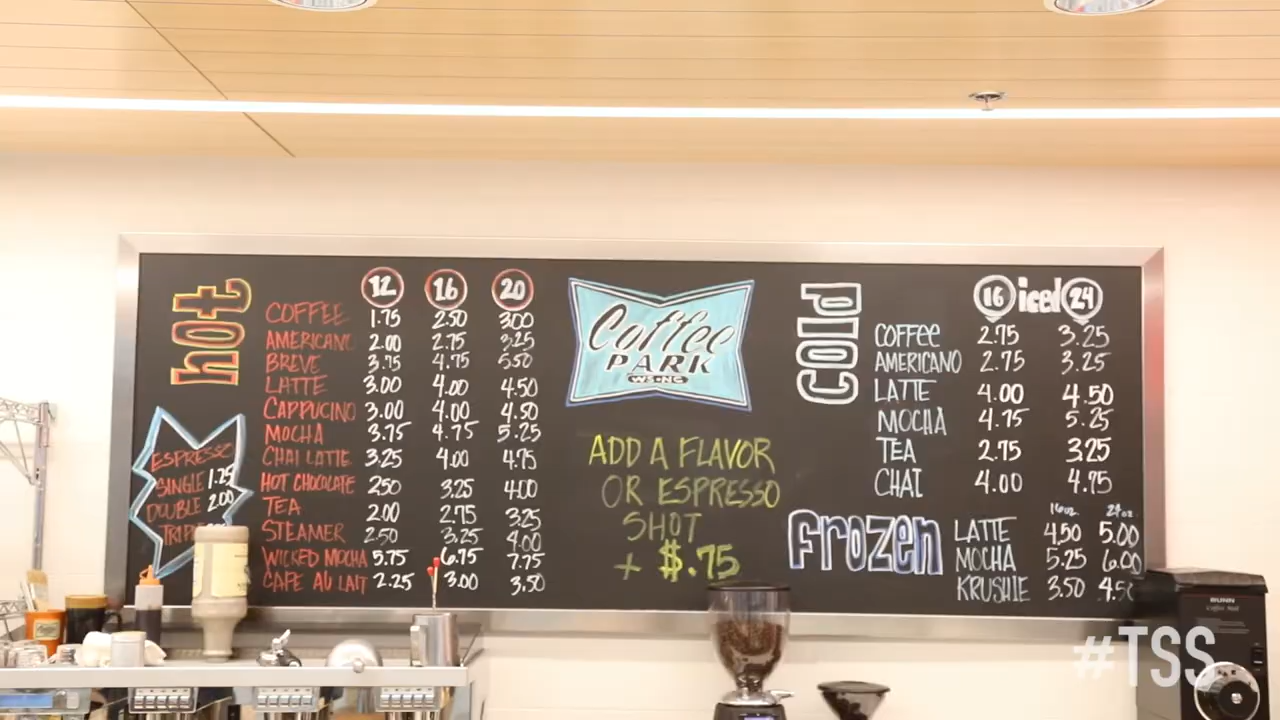 hot
12 16 20
COFFEE 1.75 2.50 3.00
AMERICANO 2.00 2.75 3.25
BREVE 3.75 4.75 5.50
LATTE 3.00 4.00 4.50
CAPPUCINO 3.00 4.00 4.50
MOCHA 3.75 4.75 5.25
CHAI LATTE 3.25 4.00 4.75
HOT CHOCOLATE 2.50 3.25 4.00
TEA 2.00 2.75 3.25
STEAMER 2.50 3.25 4.00
WICKED MOCHA 5.75 6.75 7.75
CAFE AU LAIT 2.25 3.00 3.50
ESPRESSO
SINGLE 1.25
DOUBLE 2.00
Coffee
PARK
WS•NC
ADD A FLAVOR
OR ESPRESSO
SHOT
+ $.75
cold
16 iced 24
COFFEE 2.75 3.25
AMERICANO 2.75 3.25
LATTE 4.00 4.50
MOCHA 4.75 5.25
TEA 2.75 3.25
CHAI 4.00 4.75
frozen
16oz. 24oz.
LATTE 4.50 5.00
MOCHA 5.25 6.00
KRUSHIE 3.50
BUNN
#TSS